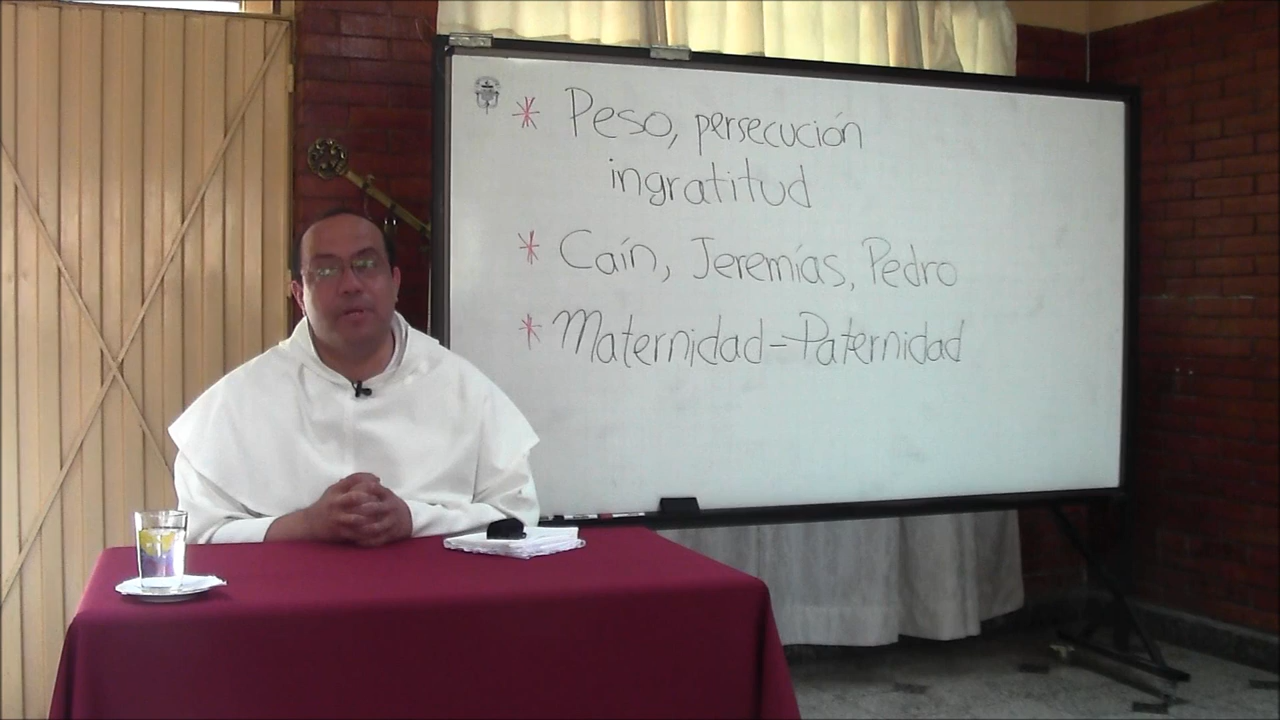 * Peso, persecución
ingratitud
* Caín, Jeremías, Pedro
* Maternidad-Paternidad